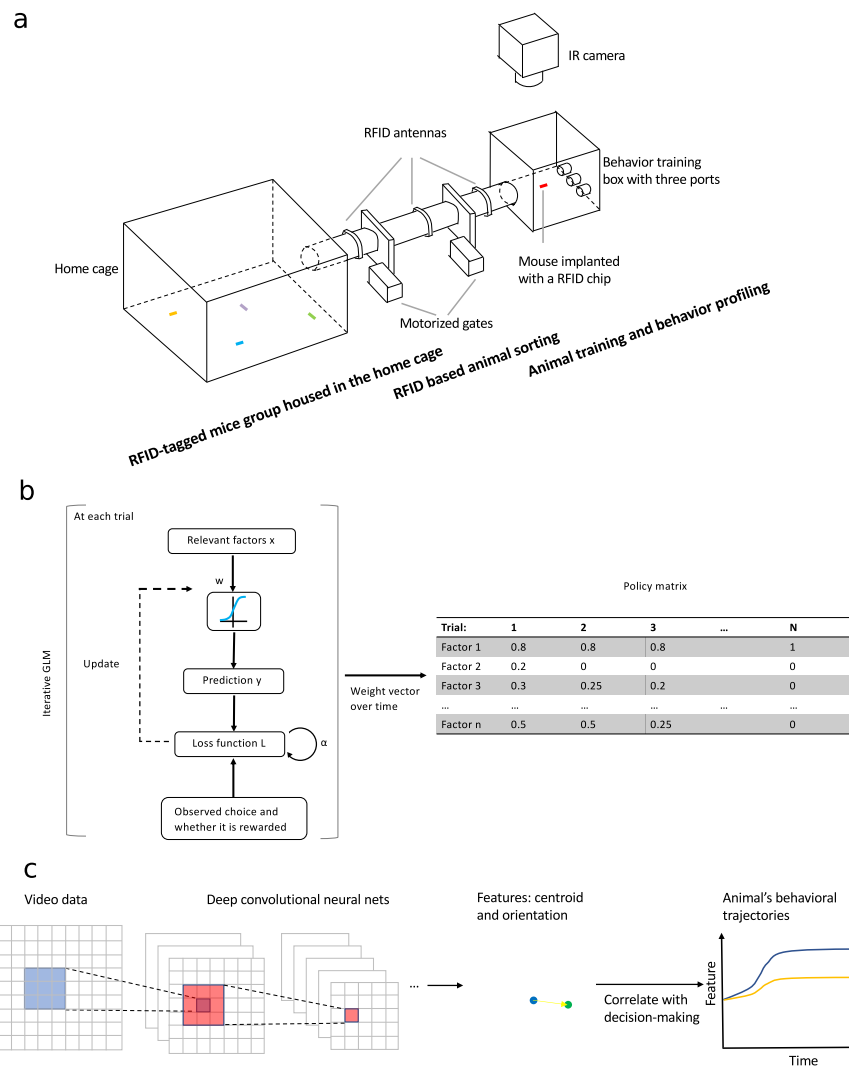 a
IR camera
RFID antennas
Behavior training
box with three ports
Home cage
Mouse implanted
with a RFID chip
Motorized gates
RFID-tagged mice group housed in the home cage
RFID based animal sorting
Animal training and behavior profiling
b
At each trial
Relevant factors x
w
Iterative GLM
Update
Prediction y
Loss function L
α
Observed choice and
whether it is rewarded
Weight vector
over time
Policy matrix
Trial: 1 2 3 ... N
Factor 1 0.8 0.8 0.8 1
Factor 2 0.2 0 0 0
Factor 3 0.3 0.25 0.2 0
... ... ... ... ... ...
Factor n 0.5 0.5 0.25 0
c
Video data
Deep convolutional neural nets
...
Features: centroid
and orientation
Correlate with
decision-making
Animal's behavioral
trajectories
Feature
Time